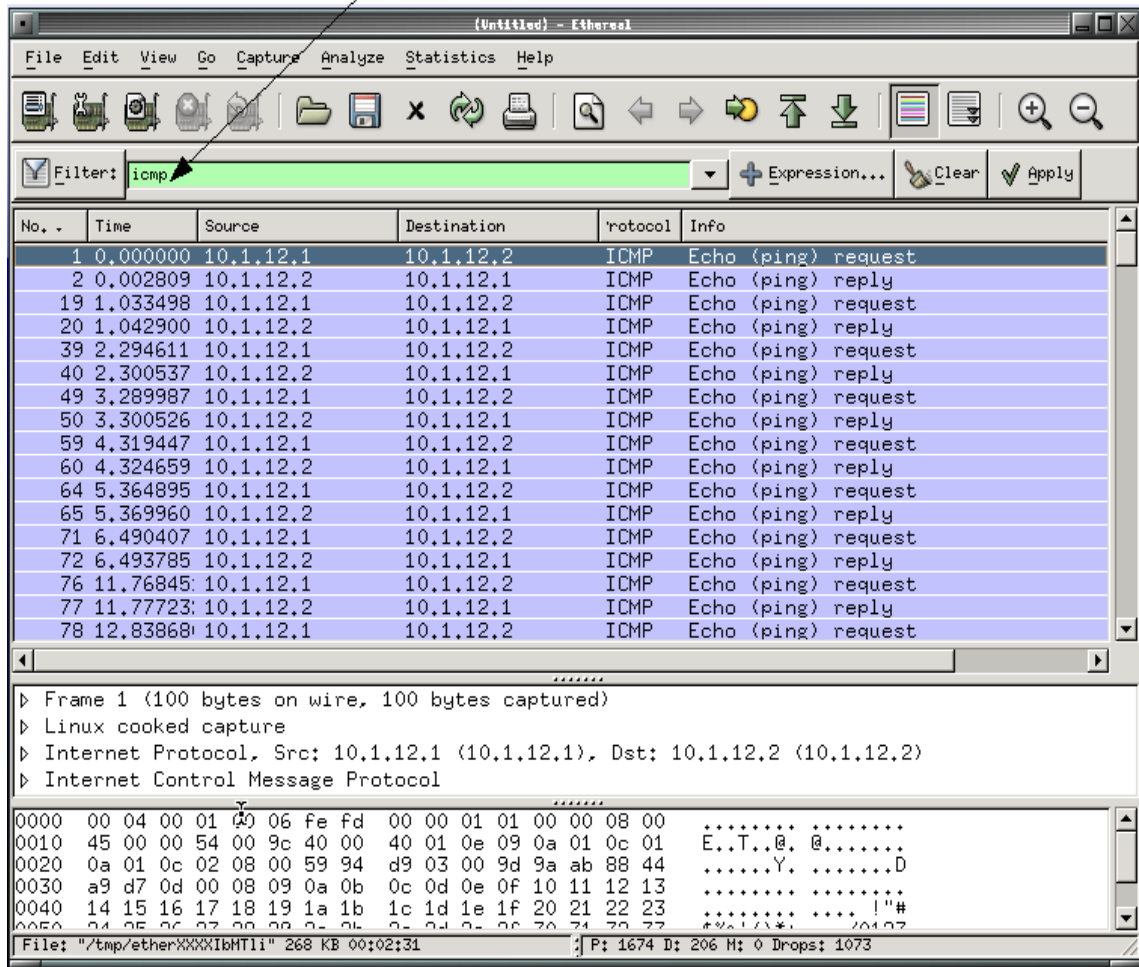 (Untitled) - Ethereal
File Edit View Go Capture Analyze Statistics Help
Filter: icmp Expression... Clear Apply
No. . Time Source Destination rotocol Info
1 0.000000 10.1.12.1 10.1.12.2 ICMP Echo (ping) request
2 0.002809 10.1.12.2 10.1.12.1 ICMP Echo (ping) reply
19 1.033498 10.1.12.1 10.1.12.2 ICMP Echo (ping) request
20 1.042900 10.1.12.2 10.1.12.1 ICMP Echo (ping) reply
39 2.294611 10.1.12.1 10.1.12.2 ICMP Echo (ping) request
40 2.300537 10.1.12.2 10.1.12.1 ICMP Echo (ping) reply
49 3.289987 10.1.12.1 10.1.12.2 ICMP Echo (ping) request
50 3.300526 10.1.12.2 10.1.12.1 ICMP Echo (ping) reply
59 4.319447 10.1.12.1 10.1.12.2 ICMP Echo (ping) request
60 4.324659 10.1.12.2 10.1.12.1 ICMP Echo (ping) reply
64 5.364895 10.1.12.1 10.1.12.2 ICMP Echo (ping) request
65 5.369960 10.1.12.2 10.1.12.1 ICMP Echo (ping) reply
71 6.490407 10.1.12.1 10.1.12.2 ICMP Echo (ping) request
72 6.493785 10.1.12.2 10.1.12.1 ICMP Echo (ping) reply
76 11.76845 10.1.12.1 10.1.12.2 ICMP Echo (ping) request
77 11.77723 10.1.12.2 10.1.12.1 ICMP Echo (ping) reply
78 12.83868 10.1.12.1 10.1.12.2 ICMP Echo (ping) request
Frame 1 (100 bytes on wire, 100 bytes captured)
Linux cooked capture
Internet Protocol, Src: 10.1.12.1 (10.1.12.1), Dst: 10.1.12.2 (10.1.12.2)
Internet Control Message Protocol
0000 00 04 00 01 00 06 fe fd 00 00 01 01 00 00 08 00 ........ ........
0010 45 00 00 54 00 9c 40 00 40 01 0e 09 0a 01 0c 01 E..T..@. @.......
0020 0a 01 0c 02 08 00 59 94 d9 03 00 9d 9a ab 88 44 ......Y. .......D
0030 a9 d7 0d 00 08 09 0a 0b 0c 0d 0e 0f 10 11 12 13 ........ ........
0040 14 15 16 17 18 19 1a 1b 1c 1d 1e 1f 20 21 22 23 ........ .... !"#
File: "/tmp/etherXXXXIbMTli" 268 KB 00:02:31 P: 1674 D: 206 M: 0 Drops: 1073